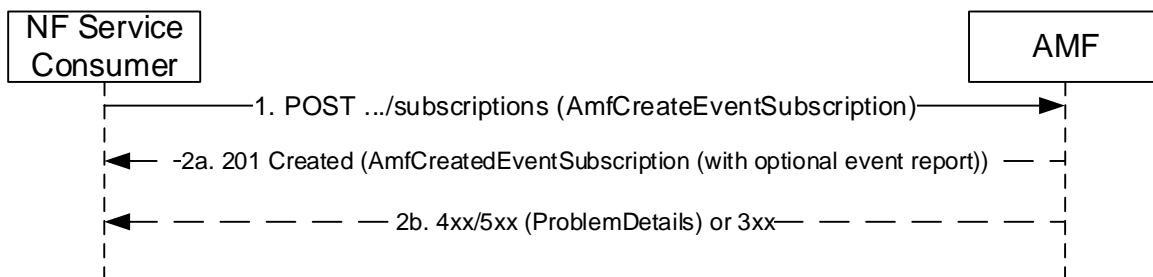 NF Service
Consumer
AMF
1. POST .../subscriptions (AmfCreateEventSubscription)
2a. 201 Created (AmfCreatedEventSubscription (with optional event report))
2b. 4xx/5xx (ProblemDetails) or 3xx